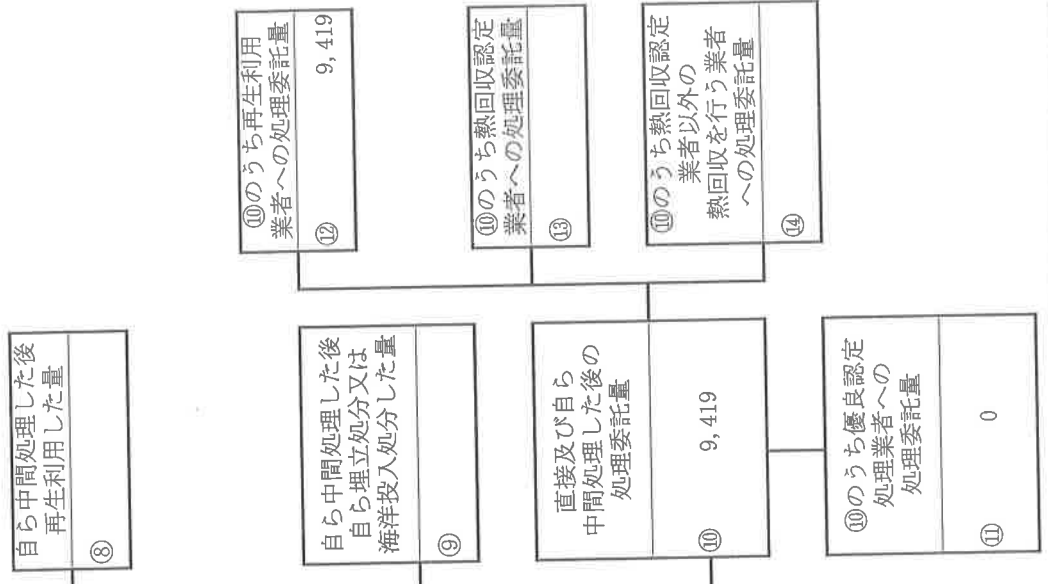 自ら中間処理した後
再生利用した量
⑧
自ら中間処理した後
自ら埋立処分又は
海洋投入処分した量
⑨
直接及び自ら
中間処理した後の
処理委託量
⑩ 9,419
⑩のうち優良認定
処理業者への
処理委託量
⑪ 0
⑩のうち再生利用
業者への処理委託量
⑫ 9,419
⑩のうち熱回収認定
業者への処理委託量
⑬
⑩のうち熱回収認定
業者以外の
熱回収を行う業者
への処理委託量
⑭